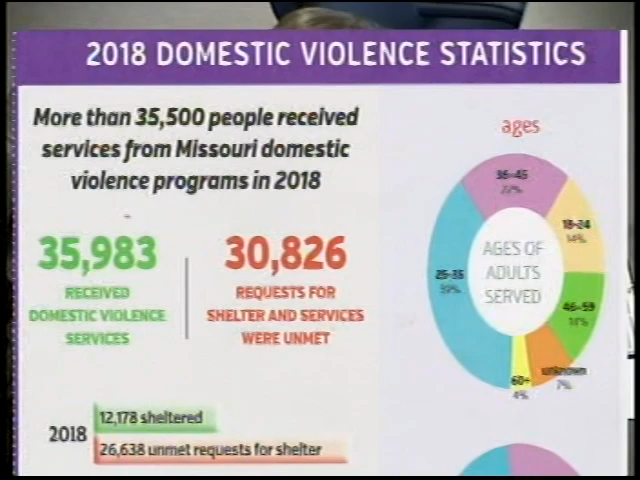 2018 DOMESTIC VIOLENCE STATISTICS
More than 35,500 people received
services from Missouri domestic
violence programs in 2018
35,983
RECEIVED
DOMESTIC VIOLENCE
SERVICES
30,826
REQUESTS FOR
SHELTER AND SERVICES
WERE UNMET
2018
12,178 sheltered
26,638 unmet requests for shelter
ages
36-45
18-24
14%
AGES OF
ADULTS
SERVED
25-35
46-59
unknown
7%
60+
4%